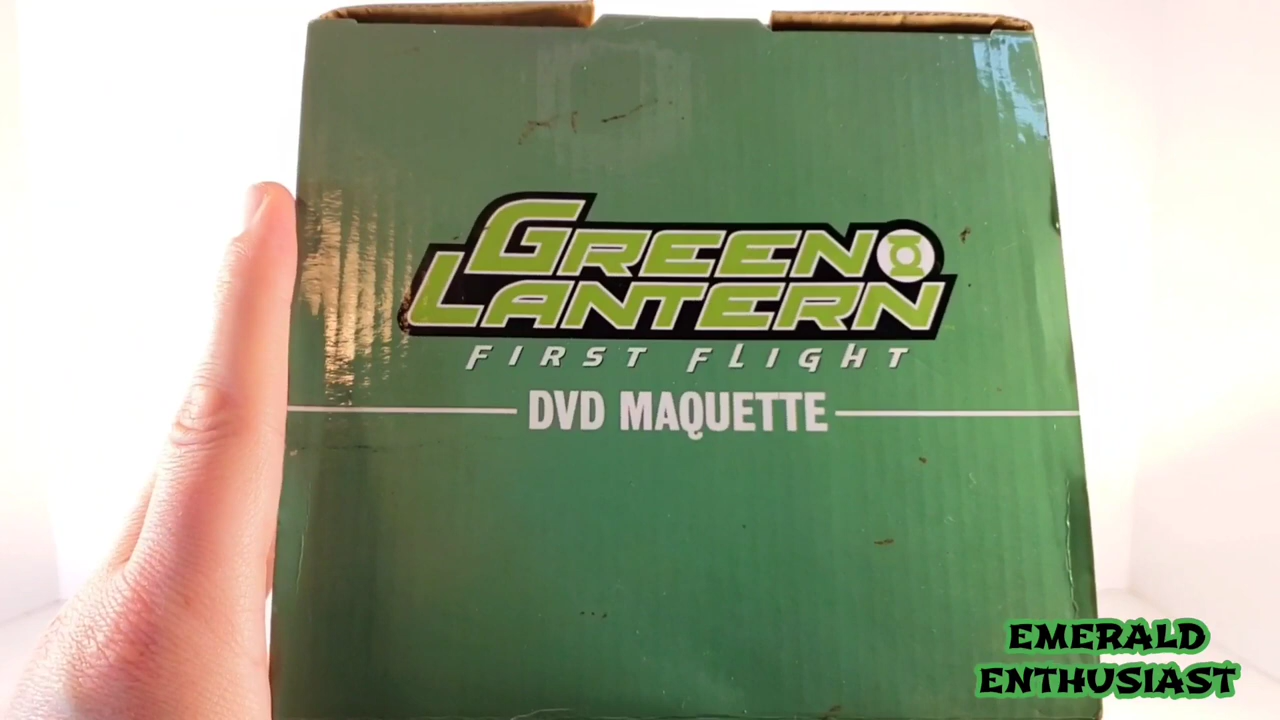 GREEN
LANTERN
FIRST FLIGHT
DVD MAQUETTE
EMERALD
ENTHUSIAST